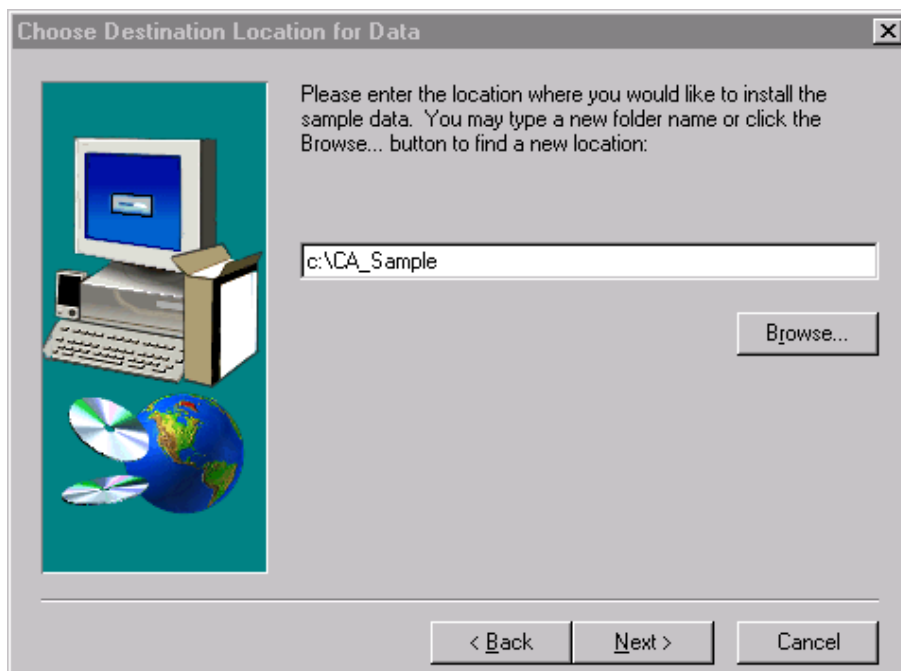 Choose Destination Location for Data
Please enter the location where you would like to install the
sample data. You may type a new folder name or click the
Browse... button to find a new location:
c:\CA_Sample
Browse...
< Back
Next >
Cancel